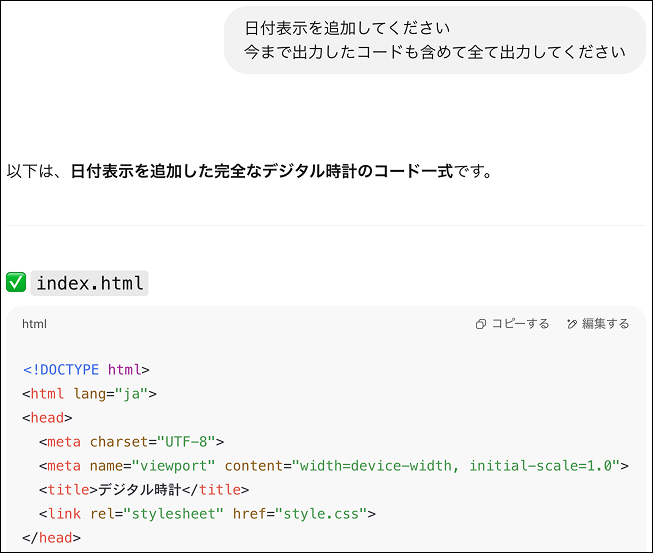 日付表示を追加してください
今まで出力したコードも含めて全て出力してください
以下は、日付表示を追加した完全なデジタル時計のコード一式です。
✅ index.html
html コピーする 編集する
<!DOCTYPE html>
<html lang="ja">
<head>
  <meta charset="UTF-8">
  <meta name="viewport" content="width=device-width, initial-scale=1.0">
  <title>デジタル時計</title>
  <link rel="stylesheet" href="style.css">
</head>